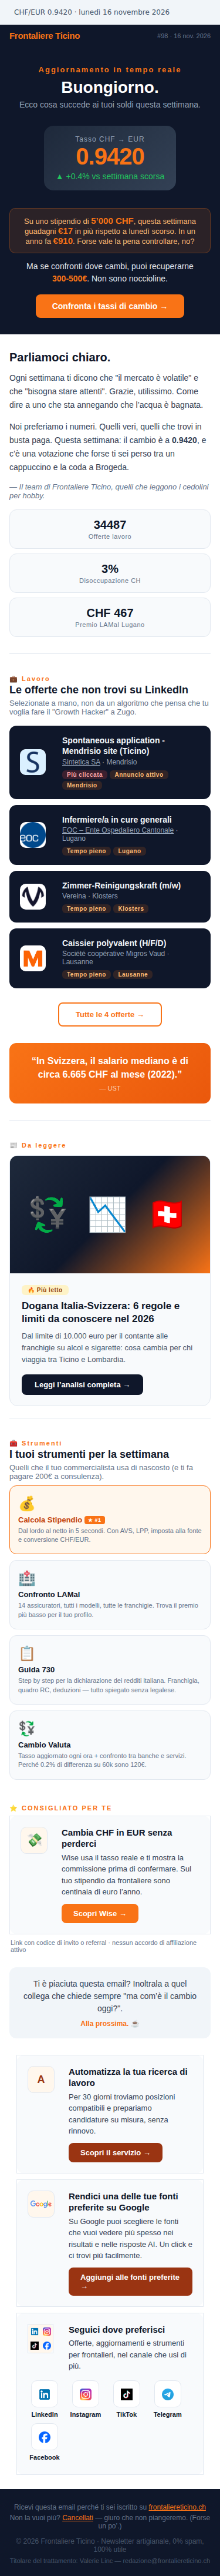 CHF/EUR 0.9420 · lunedì 16 novembre 2026
Frontaliere Ticino
#98 · 16 nov. 2026
Aggiornamento in tempo reale
Buongiorno.
Ecco cosa succede ai tuoi soldi questa settimana.
Tasso CHF → EUR
0.9420
▲ +0.4% vs settimana scorsa
Su uno stipendio di 5'000 CHF, questa settimana
guadagni €17 in più rispetto a lunedì scorso. In un
anno fa €910. Forse vale la pena controllare, no?
Ma se confronti dove cambi, puoi recuperarne
300-500€. Non sono noccioline.
Confronta i tassi di cambio →
Parliamoci chiaro.
Ogni settimana ti dicono che "il mercato è volatile" e
che "bisogna stare attenti". Grazie, utilissimo. Come
dire a uno che sta annegando che l'acqua è bagnata.
Noi preferiamo i numeri. Quelli veri, quelli che trovi in
busta paga. Questa settimana: il cambio è a 0.9420, e
c'è una votazione che forse ti sei perso tra un
cappuccino e la coda a Brogeda.
— Il team di Frontaliere Ticino, quelli che leggono i cedolini
per hobby.
34487
Offerte lavoro
3%
Disoccupazione CH
CHF 467
Premio LAMal Lugano
Lavoro
Le offerte che non trovi su LinkedIn
Selezionate a mano, non da un algoritmo che pensa che tu
voglia fare il "Growth Hacker" a Zugo.
S
Spontaneous application -
Mendrisio site (Ticino)
Sintetica SA · Mendrisio
Più cliccata
Annuncio attivo
Mendrisio
eoc
Infermiere/a in cure generali
EOC – Ente Ospedaliero Cantonale ·
Lugano
Tempo pieno
Lugano
Zimmer-Reinigungskraft (m/w)
Vereina · Klosters
Tempo pieno
Klosters
M
Caissier polyvalent (H/F/D)
Société coopérative Migros Vaud ·
Lausanne
Tempo pieno
Lausanne
Tutte le 4 offerte →
“In Svizzera, il salario mediano è di
circa 6.665 CHF al mese (2022).”
— UST
Da leggere
Più letto
Dogana Italia-Svizzera: 6 regole e
limiti da conoscere nel 2026
Dal limite di 10.000 euro per il contante alle
franchigie su alcol e sigarette: cosa cambia per chi
viaggia tra Ticino e Lombardia.
Leggi l'analisi completa →
Strumenti
I tuoi strumenti per la settimana
Quelli che il tuo commercialista usa di nascosto (e ti fa
pagare 200€ a consulenza).
Calcola Stipendio ★ #1
Dal lordo al netto in 5 secondi. Con AVS, LPP, imposta alla fonte
e conversione CHF/EUR.
Confronto LAMal
14 assicuratori, tutti i modelli, tutte le franchigie. Trova il premio
più basso per il tuo profilo.
Guida 730
Step by step per la dichiarazione dei redditi italiana. Franchigia,
quadro RC, deduzioni — tutto spiegato senza legalese.
Cambio Valuta
Tasso aggiornato ogni ora + confronto tra banche e servizi.
Perché 0.2% di differenza su 60k sono 120€.
CONSIGLIATO PER TE
Cambia CHF in EUR senza
perderci
Wise usa il tasso reale e ti mostra la
commissione prima di confermare. Sul
tuo stipendio da frontaliere sono
centinaia di euro l'anno.
Scopri Wise →
Link con codice di invito o referral · nessun accordo di affiliazione
attivo
Ti è piaciuta questa email? Inoltrala a quel
collega che chiede sempre "ma com'è il cambio
oggi?".
Alla prossima.
A
Automatizza la tua ricerca di
lavoro
Per 30 giorni troviamo posizioni
compatibili e prepariamo
candidature su misura, senza
rinnovo.
Scopri il servizio →
Google
Rendici una delle tue fonti
preferite su Google
Su Google puoi scegliere le fonti
che vuoi vedere più spesso nei
risultati e nelle risposte AI. Un click e
ci trovi più facilmente.
Aggiungi alle fonti preferite
→
Seguici dove preferisci
Offerte, aggiornamenti e strumenti
per frontalieri, nel canale che usi di
più.
LinkedIn
Instagram
TikTok
Telegram
Facebook
Ricevi questa email perché ti sei iscritto su frontaliereticino.ch
Non la vuoi più? Cancellati — giuro che non piangeremo. (Forse
un po'.)
© 2026 Frontaliere Ticino · Newsletter artigianale, 0% spam,
100% utile
Titolare del trattamento: Valerie Linc — redazione@frontaliereticino.ch